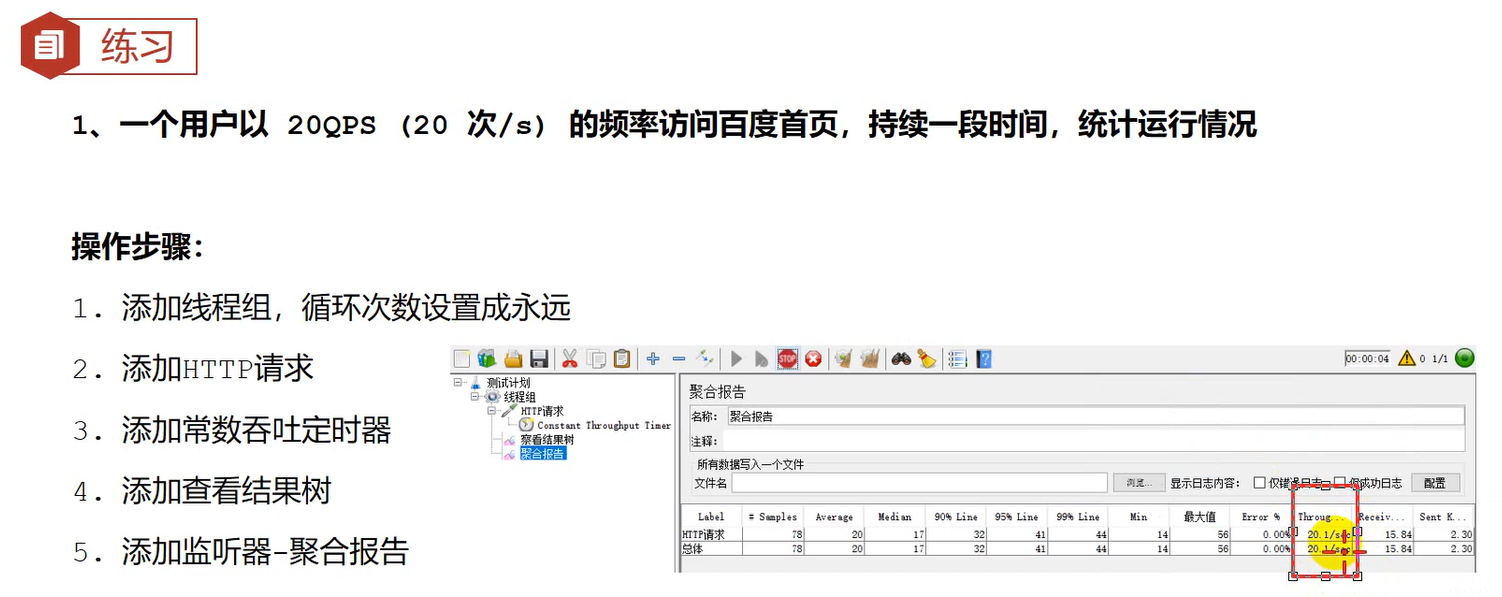 练习
1、一个用户以 20QPS (20 次/s) 的频率访问百度首页，持续一段时间，统计运行情况
操作步骤：
1. 添加线程组，循环次数设置成永远
2. 添加HTTP请求
3. 添加常数吞吐定时器
4. 添加查看结果树
5. 添加监听器-聚合报告
STOP
00:00:04 0 1/1
测试计划
线程组
HTTP请求
Constant Throughput Timer
察看结果树
聚合报告
聚合报告
名称： 聚合报告
注释：
所有数据写入一个文件
文件名 浏览... 显示日志内容： 仅错误日志 仅成功日志 配置
Label # Samples Average Median 90% Line 95% Line 99% Line Min 最大值 Error % Throug... Receiv... Sent K...
HTTP请求 78 20 17 32 41 44 14 56 0.00% 20.1/sec 15.84 2.30
总体 78 20 17 32 41 44 14 56 0.00% 20.1/sec 15.84 2.30